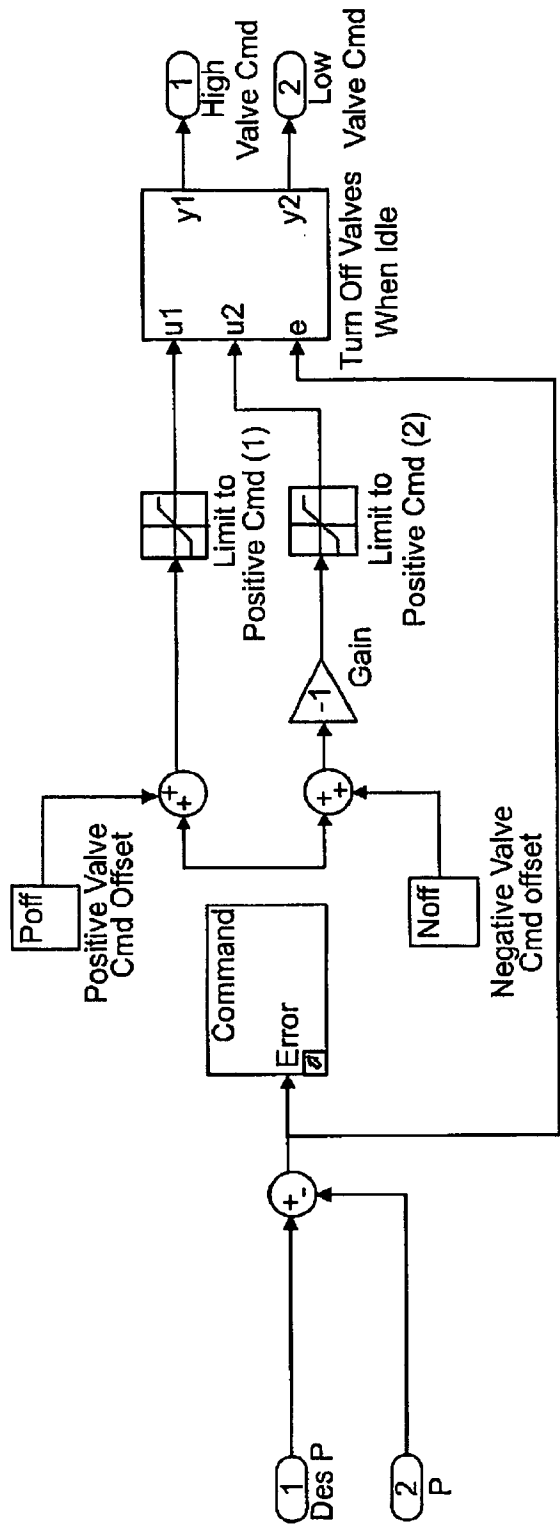 1
Des P
2
P
+
-
Command
Error
Poff
Positive Valve
Cmd Offset
+
+
+
+
Noff
Negative Valve
Cmd offset
-1
Gain
Limit to
Positive Cmd (1)
Limit to
Positive Cmd (2)
u1
u2
e
y1
y2
Turn Off Valves
When Idle
1
High
Valve Cmd
2
Low
Valve Cmd